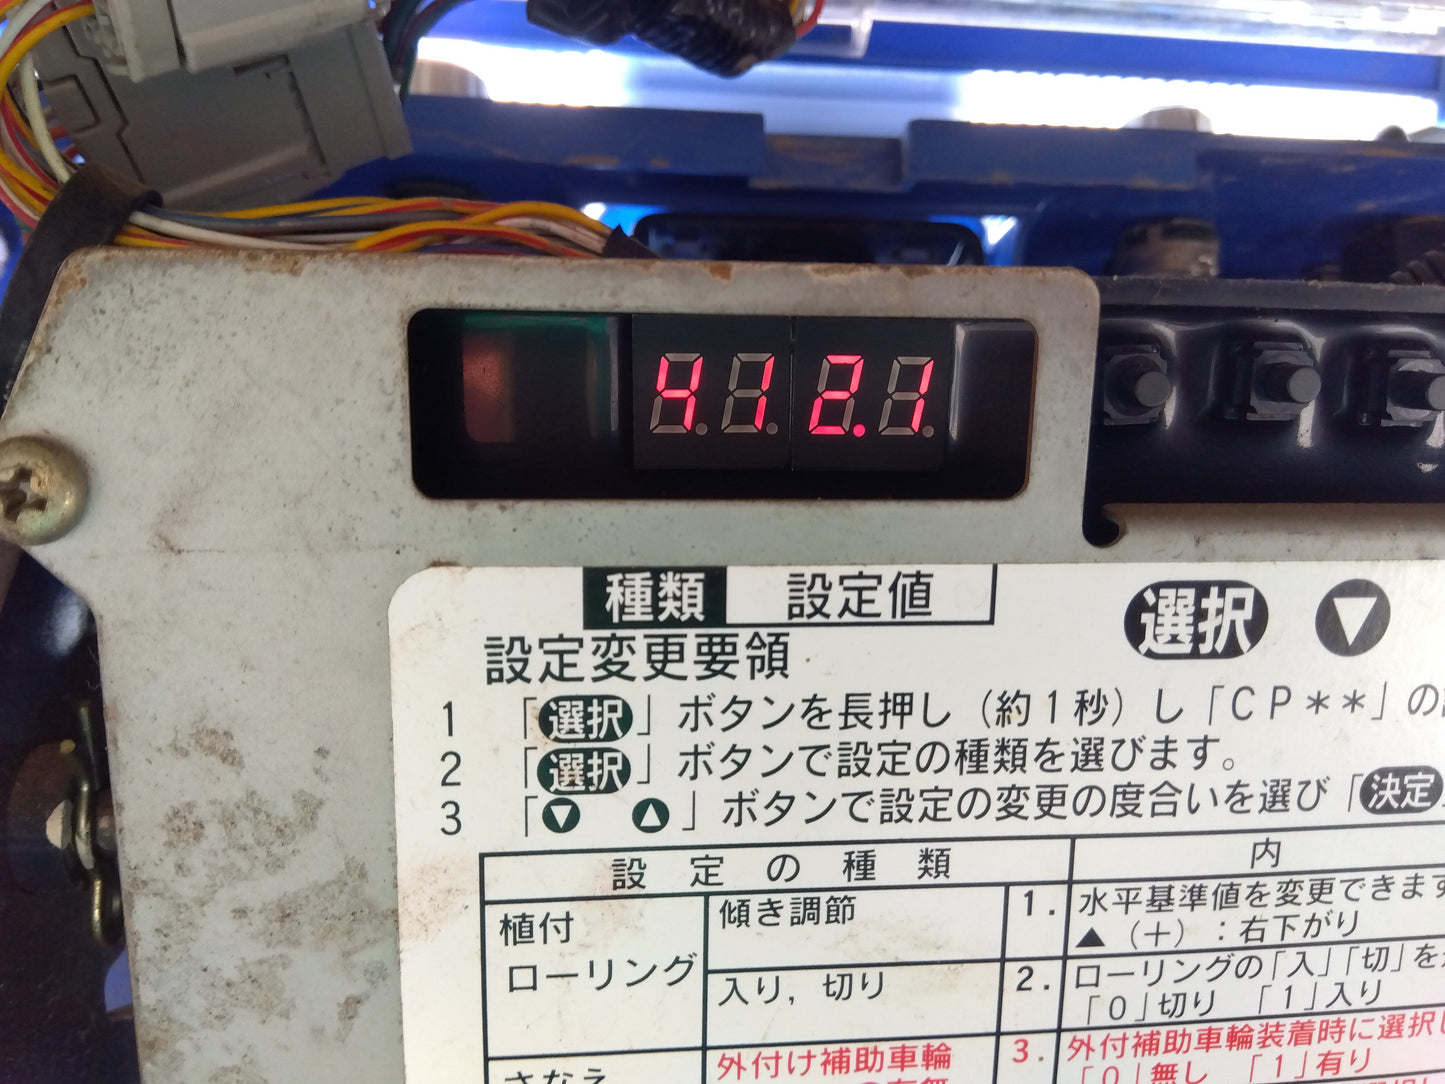 412.1
種類 設定値
選択 ▼
設定変更要領
1 「選択」ボタンを長押し（約1秒）し「CP＊＊」の
2 「選択」ボタンで設定の種類を選びます。
3 「▼ ▲」ボタンで設定の変更の度合いを選び「決定
設定の種類 内
植付ローリング 傾き調節 1. 水平基準値を変更できます
▲（＋）：右下がり
入り，切り 2. ローリングの「入」「切」を
「0」切り 「1」入り
さなえ 外付け補助車輪 3. 外付補助車輪装着時に選択し
「0」無し 「1」有り